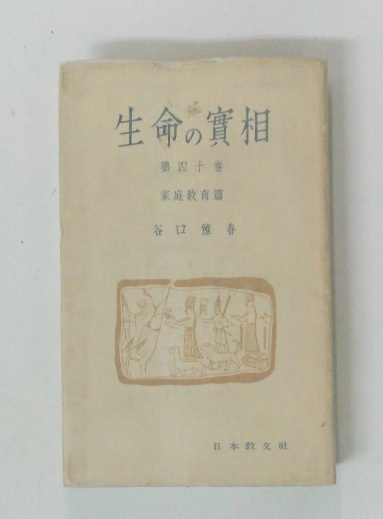 生命の實相
第四十巻
家庭教育篇
谷口雅春
日本教文社